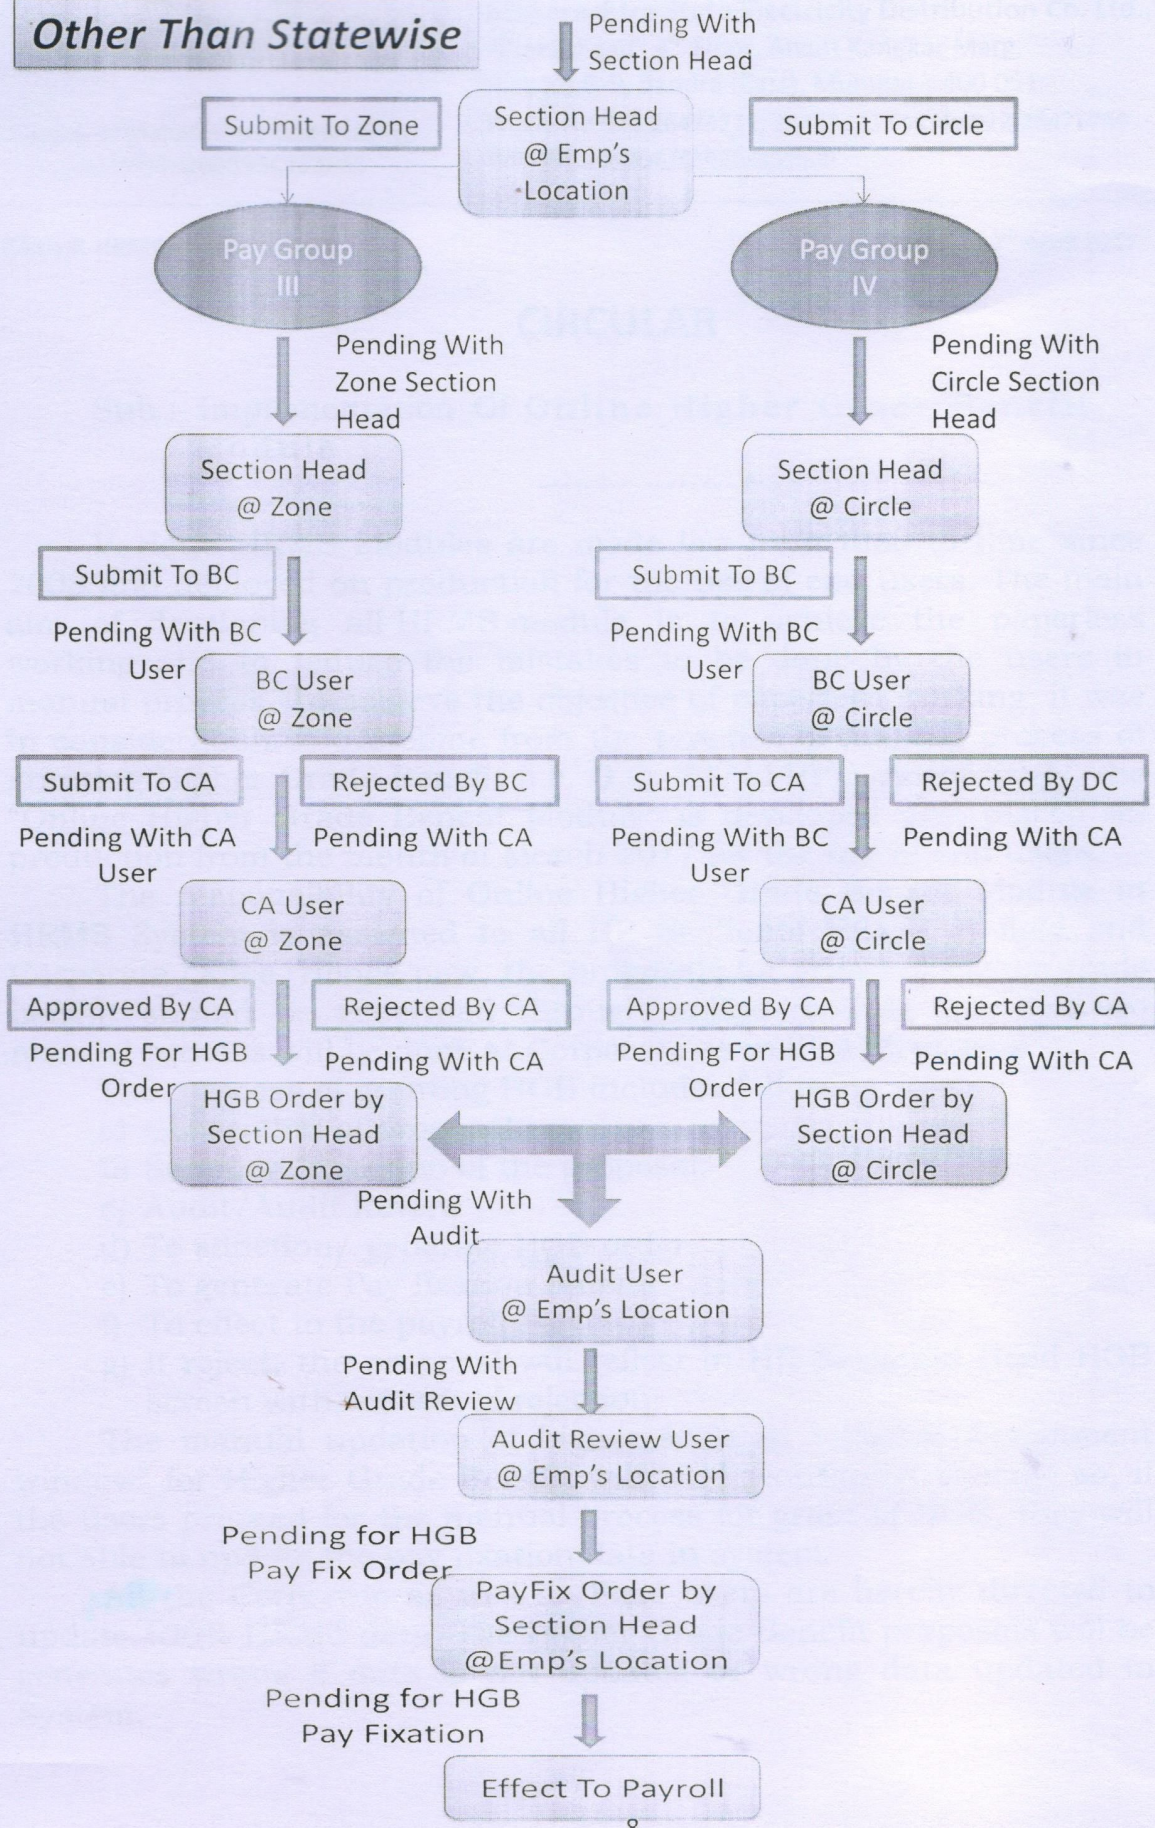 Other Than Statewise
Pending With
Section Head
Submit To Zone
Section Head
@ Emp's
Location
Submit To Circle
Pay Group
III
Pay Group
IV
Pending With
Zone Section
Head
Pending With
Circle Section
Head
Section Head
@ Zone
Section Head
@ Circle
Submit To BC
Submit To BC
Pending With BC
User
Pending With BC
User
BC User
@ Zone
BC User
@ Circle
Submit To CA
Rejected By BC
Submit To CA
Rejected By DC
Pending With CA
User
Pending With CA
Pending With BC
User
Pending With CA
CA User
@ Zone
CA User
@ Circle
Approved By CA
Rejected By CA
Approved By CA
Rejected By CA
Pending For HGB
Order
Pending With CA
Pending For HGB
Order
Pending With CA
HGB Order by
Section Head
@ Zone
HGB Order by
Section Head
@ Circle
Pending With
Audit
Audit User
@ Emp's Location
Pending With
Audit Review
Audit Review User
@ Emp's Location
Pending for HGB
Pay Fix Order
PayFix Order by
Section Head
@Emp's Location
Pending for HGB
Pay Fixation
Effect To Payroll
8